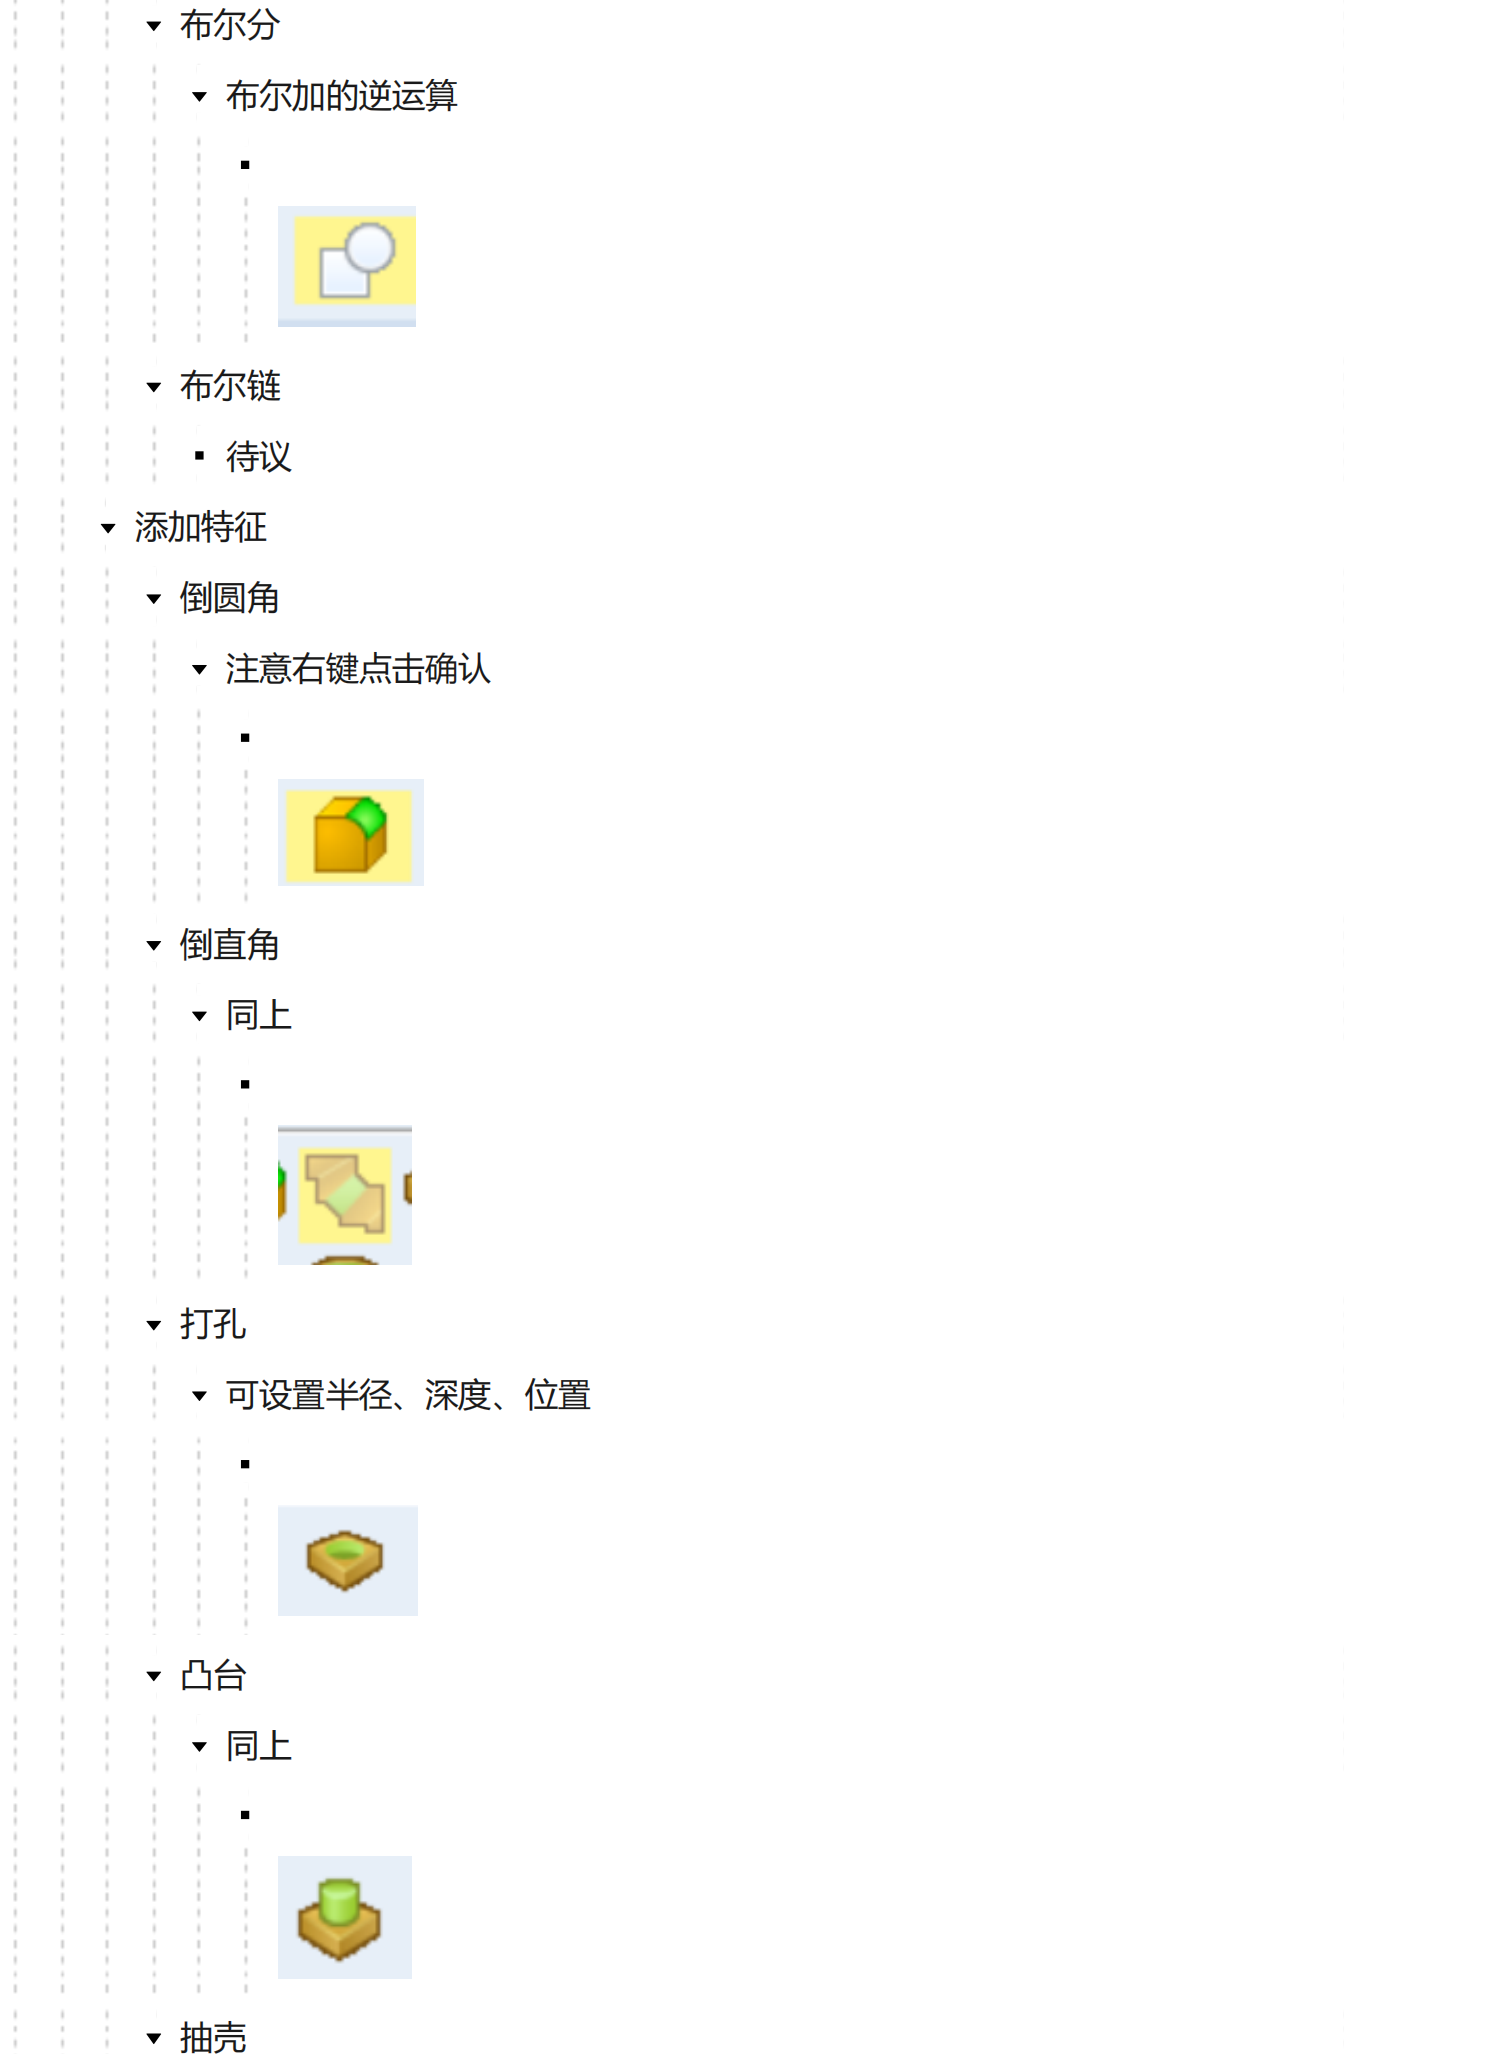 布尔分
布尔加的逆运算
布尔链
待议
添加特征
倒圆角
注意右键点击确认
倒直角
同上
打孔
可设置半径、深度、位置
凸台
同上
抽壳